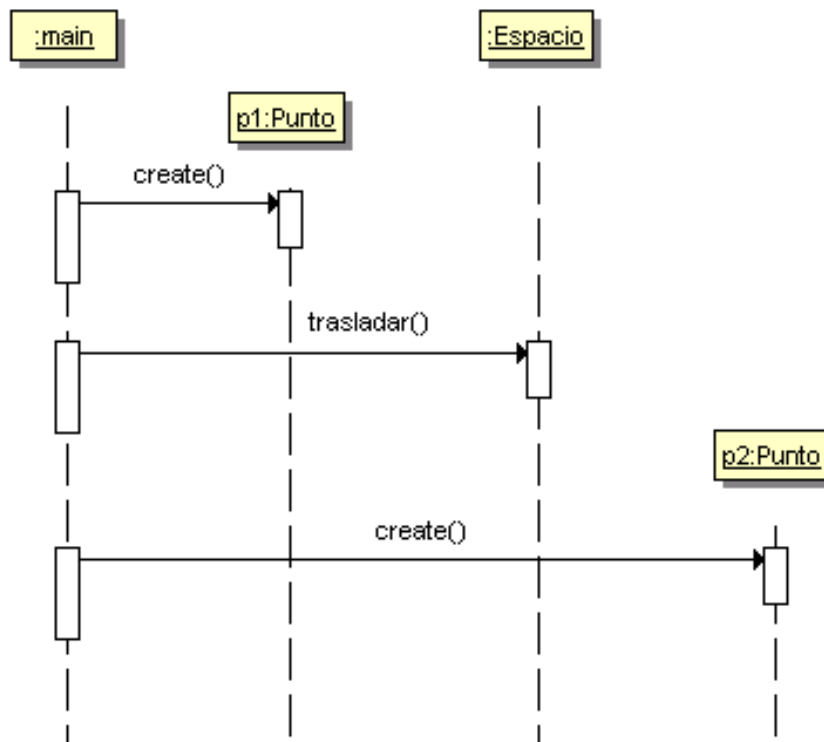 :main
:Espacio
p1:Punto
create()
trasladar()
p2:Punto
create()